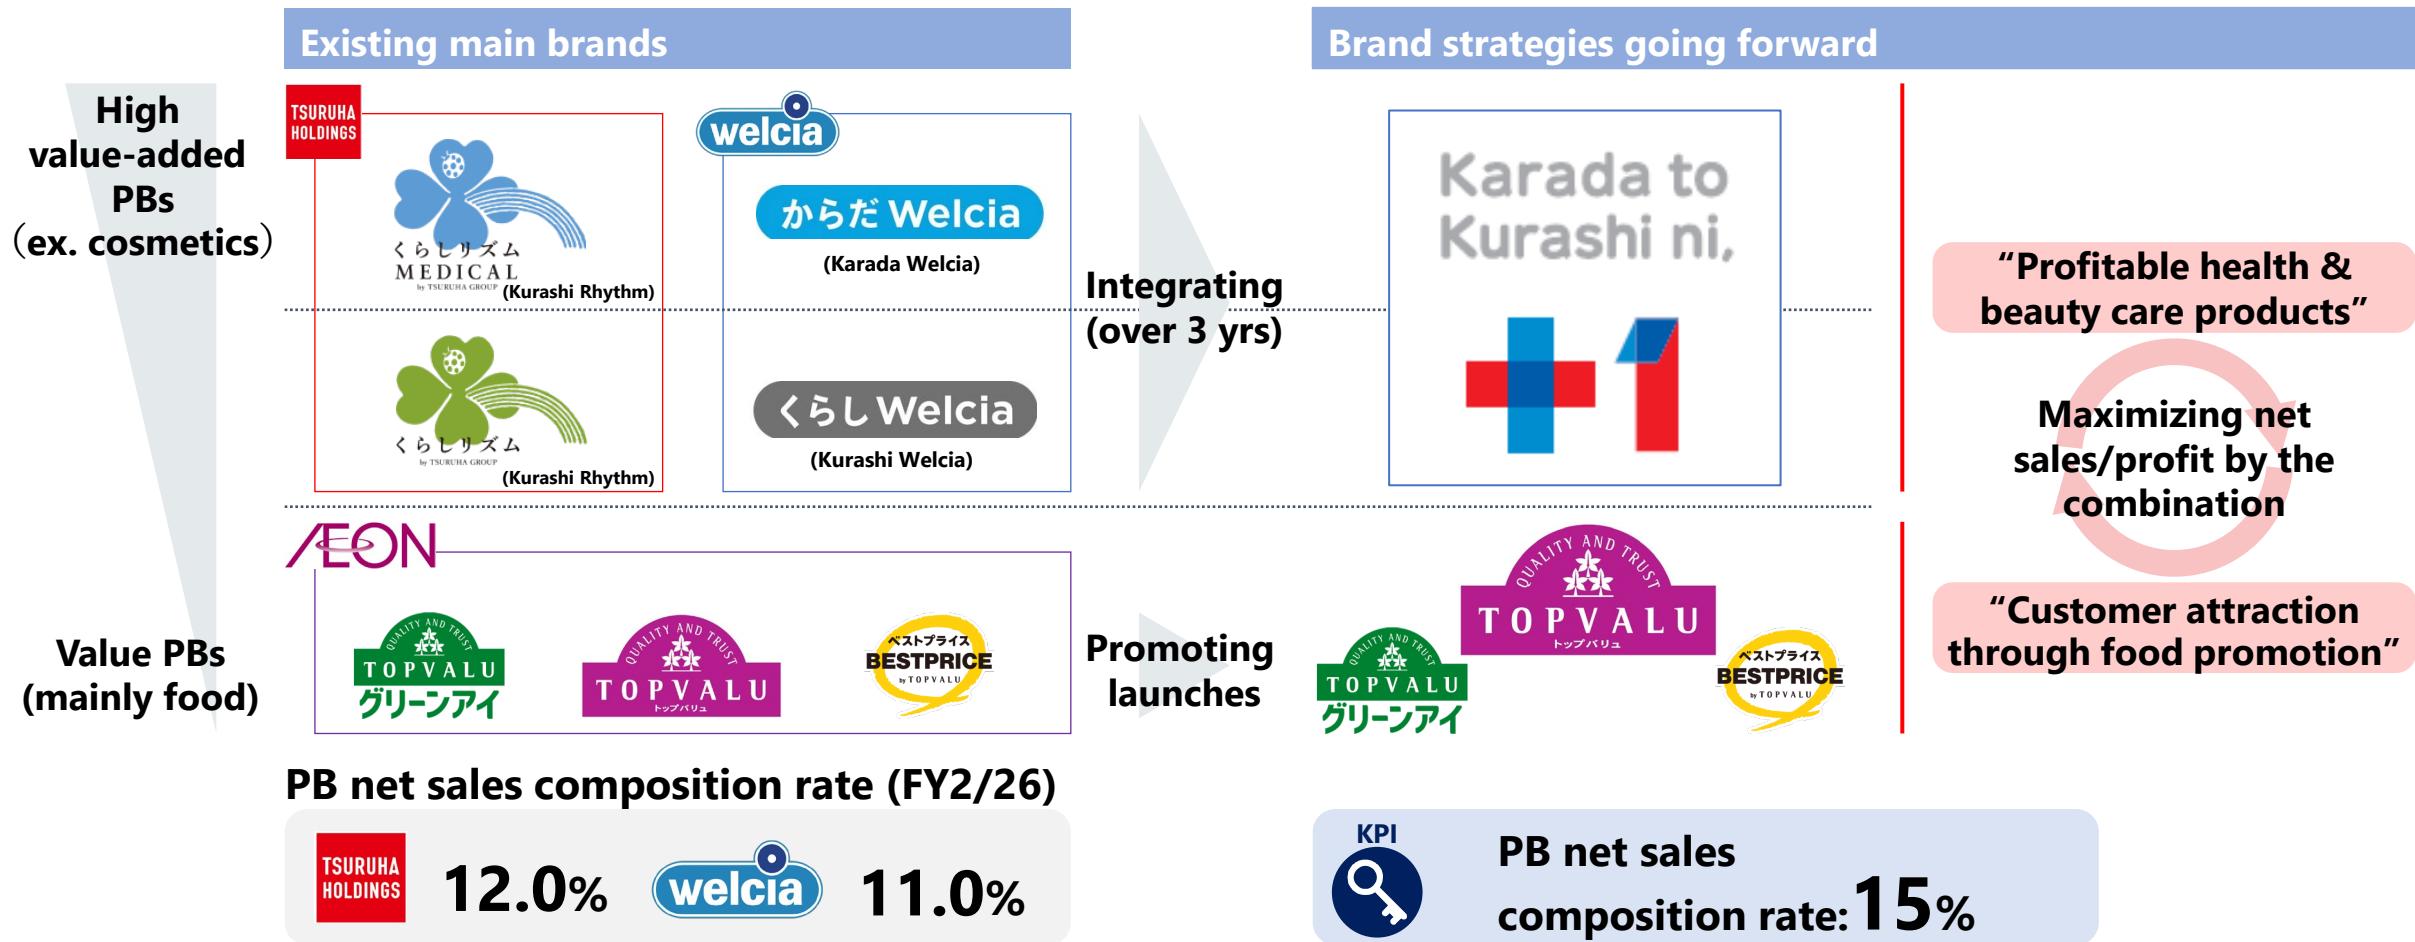 Existing main brands
Brand strategies going forward
High
value-added
PBs
（ex. cosmetics）
TSURUHA
HOLDINGS
くらしリズム
MEDICAL
by TSURUHA GROUP
(Kurashi Rhythm)
welcia
からだ Welcia
(Karada Welcia)
くらしリズム
by TSURUHA GROUP
(Kurashi Rhythm)
くらし Welcia
(Kurashi Welcia)
Integrating
(over 3 yrs)
Karada to
Kurashi ni,
+1
“Profitable health &
beauty care products”
Maximizing net
sales/profit by the
combination
“Customer attraction
through food promotion”
Value PBs
(mainly food)
ÆON
QUALITY AND TRUST
TOPVALU
グリーンアイ
QUALITY AND TRUST
TOPVALU
トップバリュ
ベストプライス
BESTPRICE
by TOPVALU
Promoting
launches
QUALITY AND TRUST
TOPVALU
グリーンアイ
QUALITY AND TRUST
TOPVALU
トップバリュ
ベストプライス
BESTPRICE
by TOPVALU
PB net sales composition rate (FY2/26)
TSURUHA
HOLDINGS
12.0%
welcia
11.0%
KPI
PB net sales
composition rate: 15%